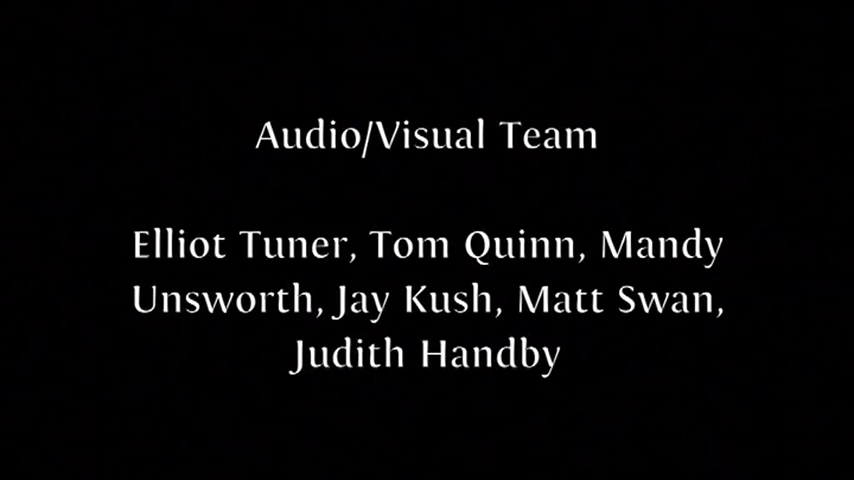 Audio/Visual Team
Elliot Tuner, Tom Quinn, Mandy
Unsworth, Jay Kush, Matt Swan,
Judith Handby